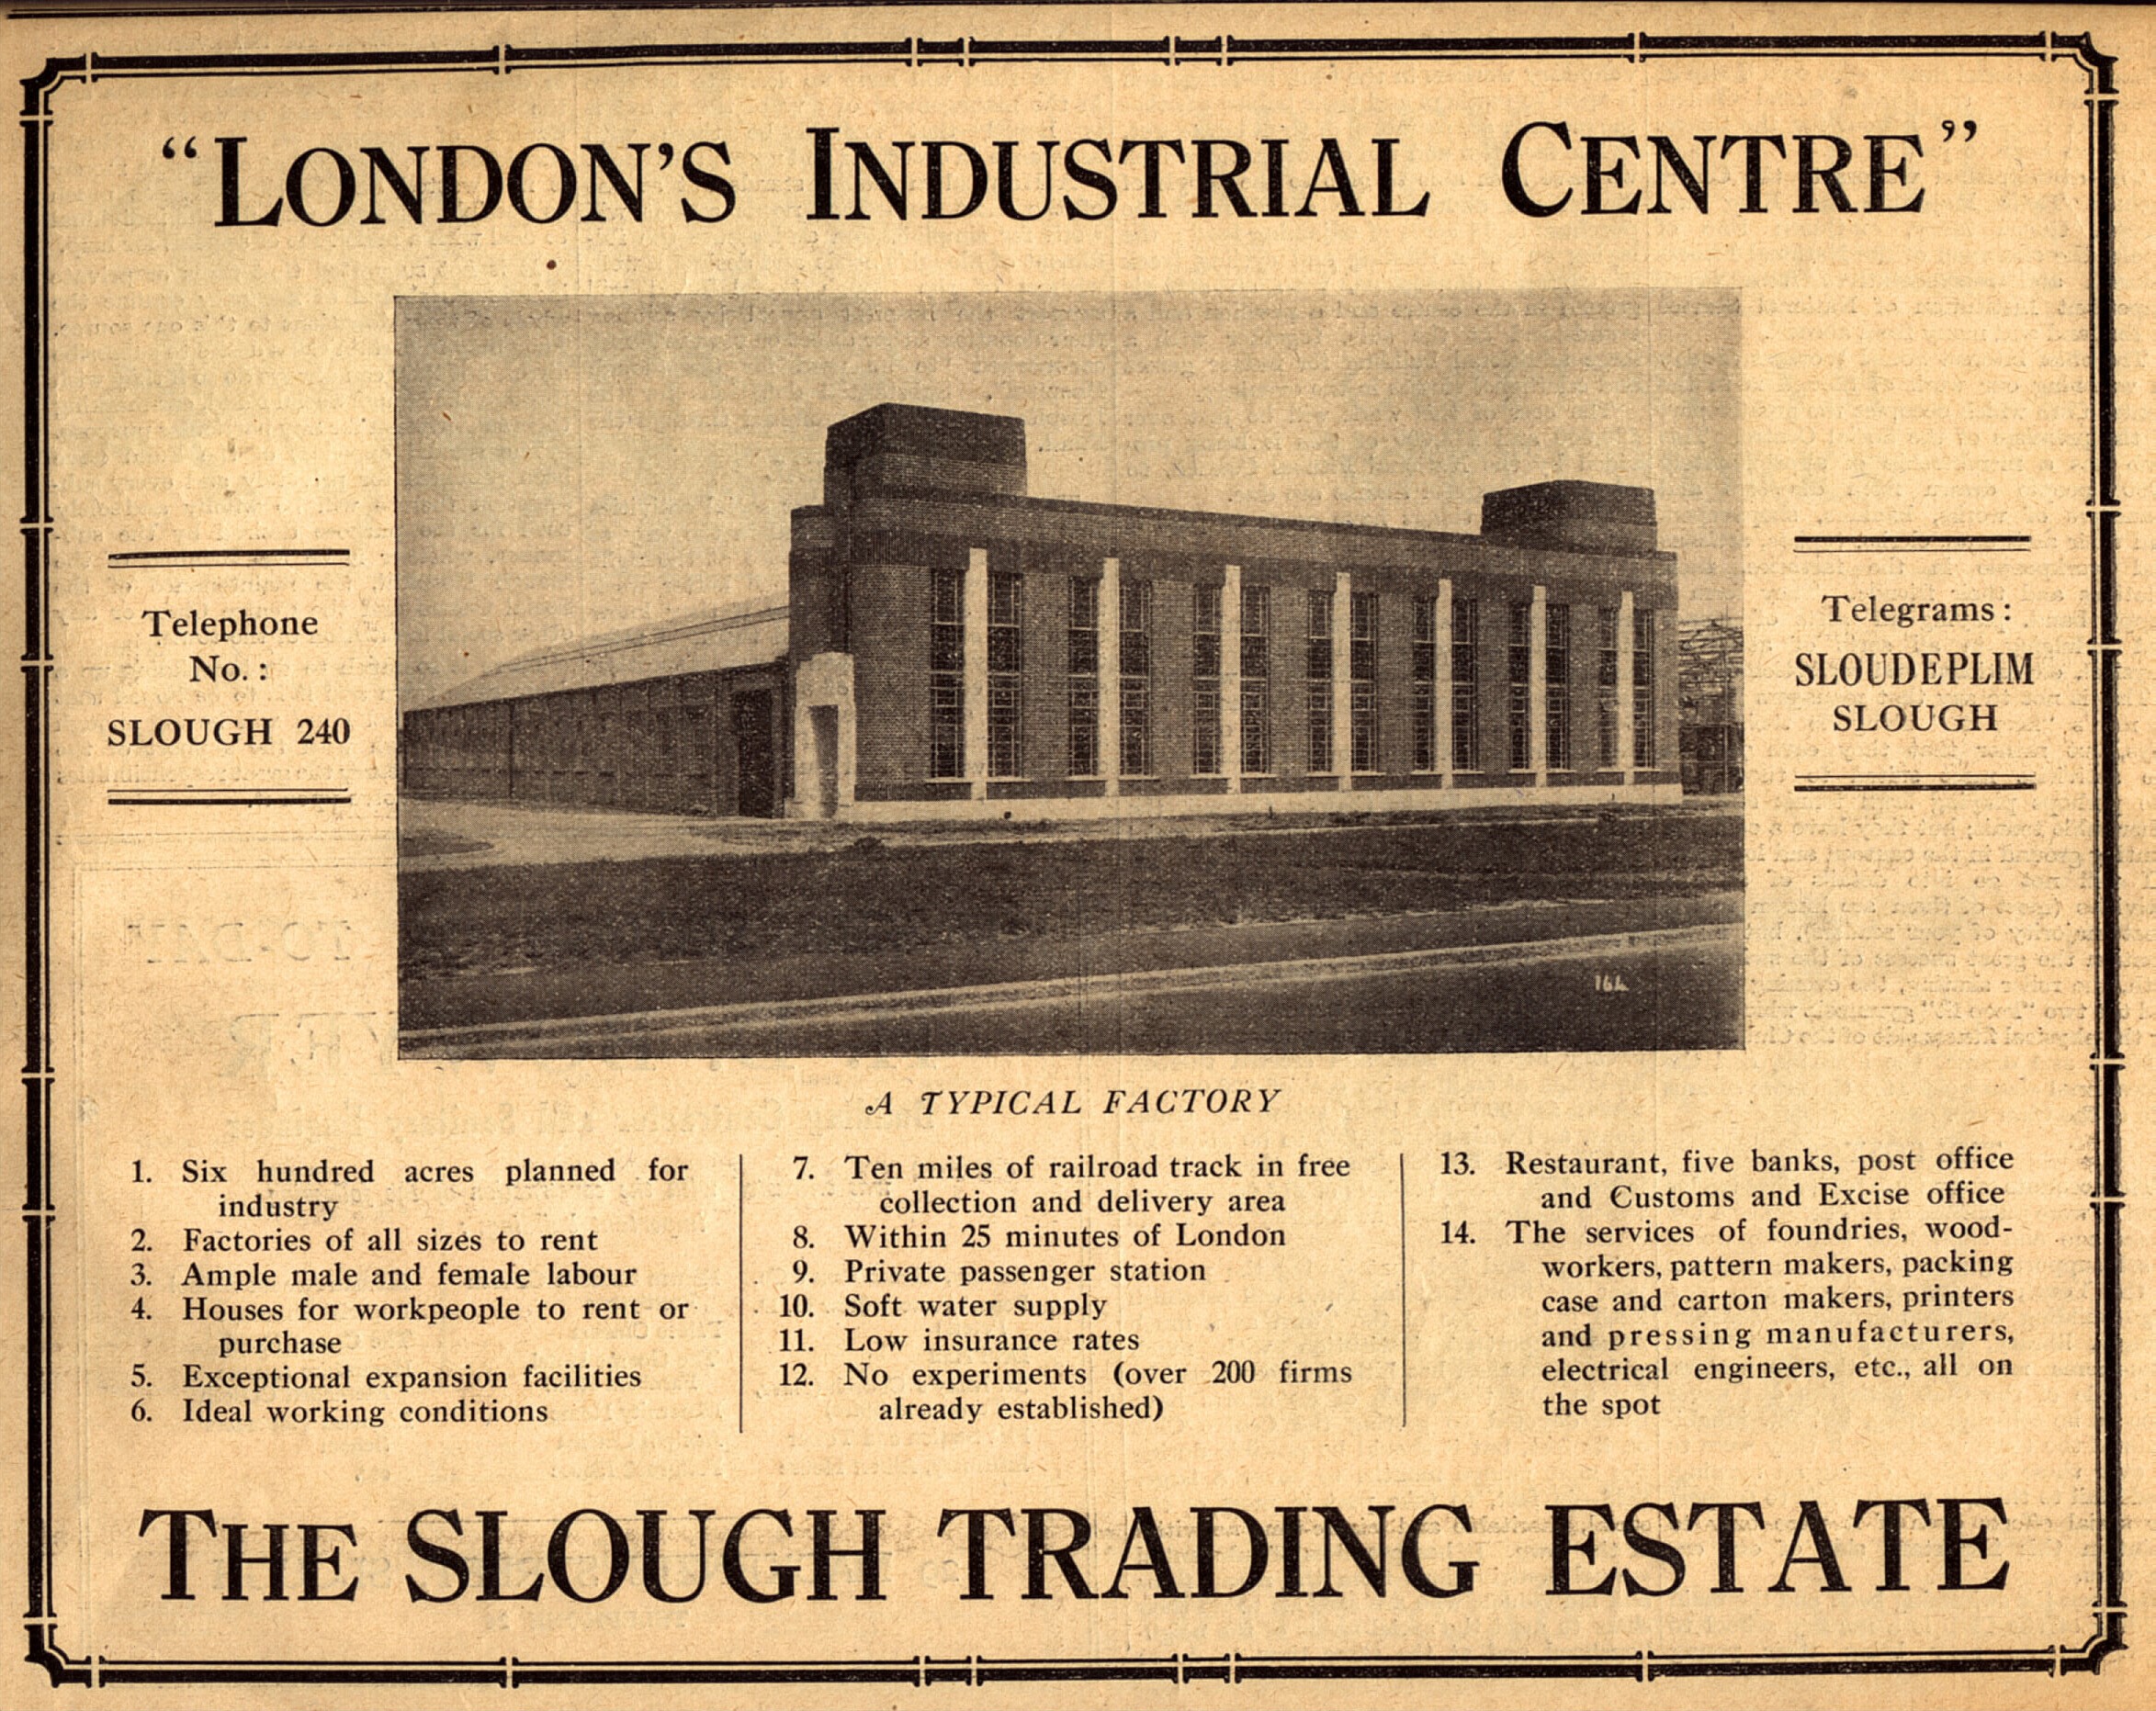 “LONDON’S INDUSTRIAL CENTRE”
Telephone
No. :
SLOUGH 240
Telegrams :
SLOUDEPLIM
SLOUGH
164
A TYPICAL FACTORY
1. Six hundred acres planned for
industry
2. Factories of all sizes to rent
3. Ample male and female labour
4. Houses for workpeople to rent or
purchase
5. Exceptional expansion facilities
6. Ideal working conditions
7. Ten miles of railroad track in free
collection and delivery area
8. Within 25 minutes of London
9. Private passenger station
10. Soft water supply
11. Low insurance rates
12. No experiments (over 200 firms
already established)
13. Restaurant, five banks, post office
and Customs and Excise office
14. The services of foundries, wood-
workers, pattern makers, packing
case and carton makers, printers
and pressing manufacturers,
electrical engineers, etc., all on
the spot
THE SLOUGH TRADING ESTATE